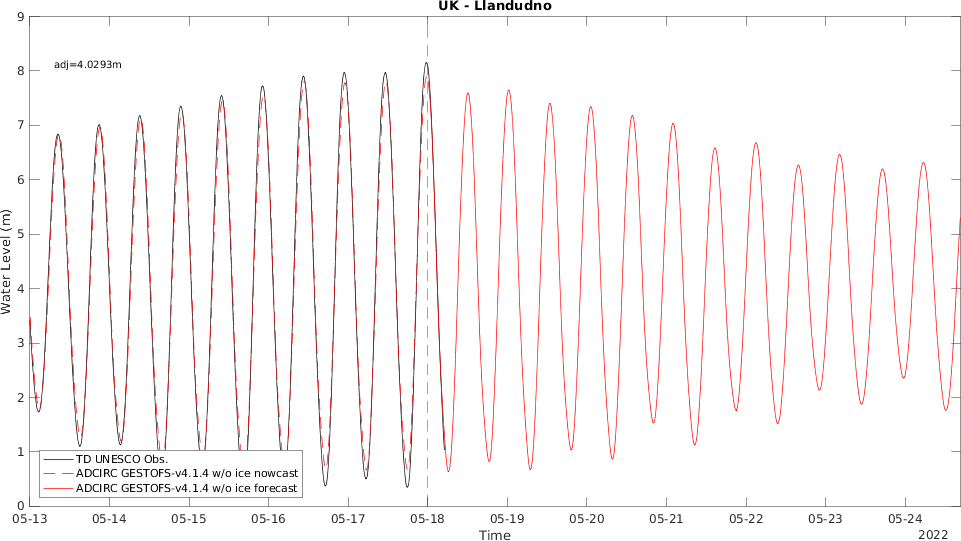 UK - Llandudno
9
8
7
6
5
4
3
2
1
0
Water Level (m)
adj=4.0293m
TD UNESCO Obs.
ADCIRC GESTOFS-v4.1.4 w/o ice nowcast
ADCIRC GESTOFS-v4.1.4 w/o ice forecast
05-13 05-14 05-15 05-16 05-17 05-18 05-19 05-20 05-21 05-22 05-23 05-24
Time
2022